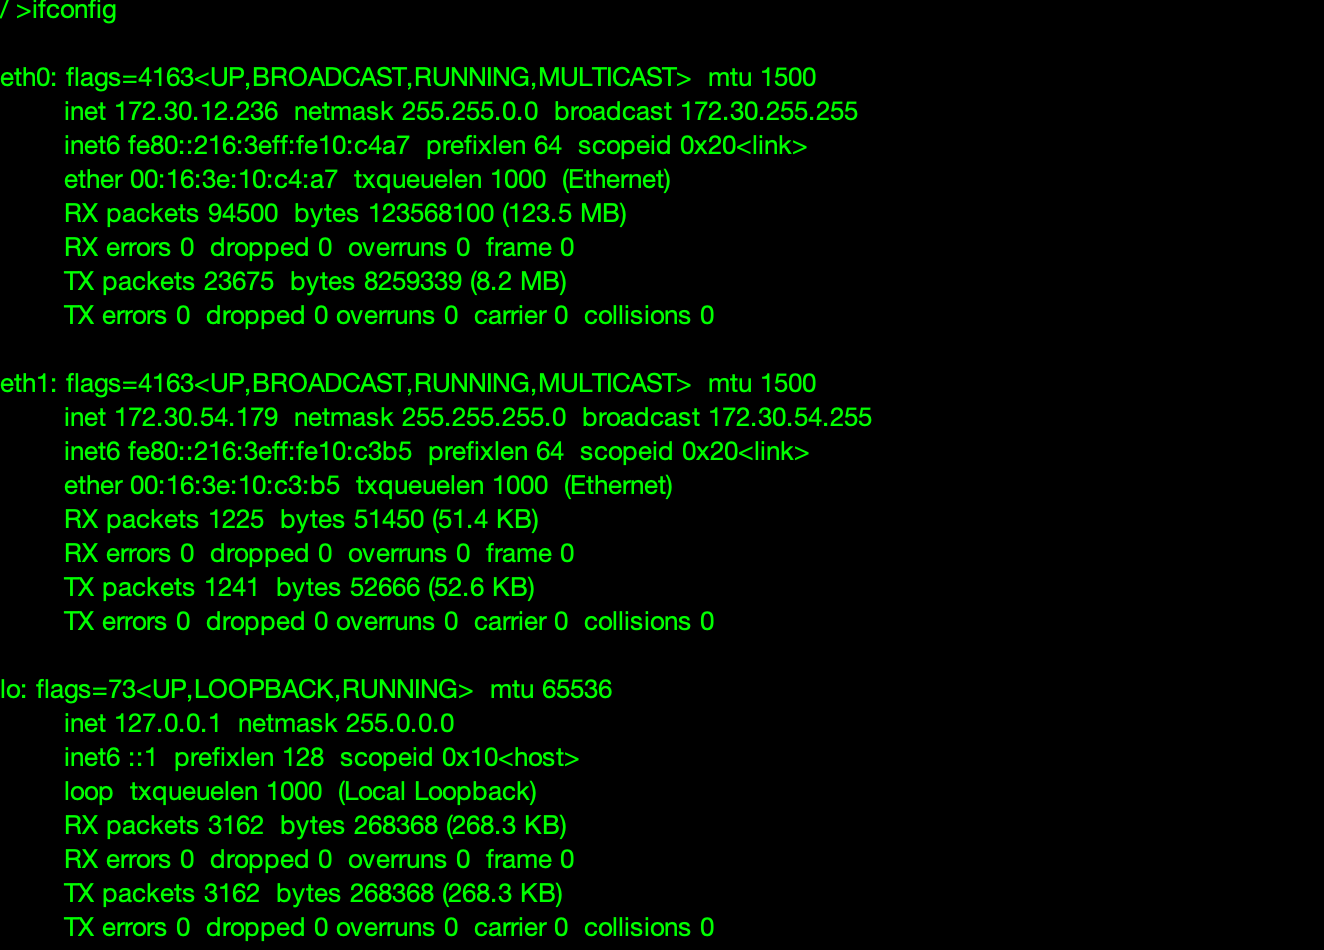 / >ifconfig
eth0: flags=4163<UP,BROADCAST,RUNNING,MULTICAST>  mtu 1500
inet 172.30.12.236  netmask 255.255.0.0  broadcast 172.30.255.255
inet6 fe80::216:3eff:fe10:c4a7  prefixlen 64  scopeid 0x20<link>
ether 00:16:3e:10:c4:a7  txqueuelen 1000  (Ethernet)
RX packets 94500  bytes 123568100 (123.5 MB)
RX errors 0  dropped 0  overruns 0  frame 0
TX packets 23675  bytes 8259339 (8.2 MB)
TX errors 0  dropped 0 overruns 0  carrier 0  collisions 0
eth1: flags=4163<UP,BROADCAST,RUNNING,MULTICAST>  mtu 1500
inet 172.30.54.179  netmask 255.255.255.0  broadcast 172.30.54.255
inet6 fe80::216:3eff:fe10:c3b5  prefixlen 64  scopeid 0x20<link>
ether 00:16:3e:10:c3:b5  txqueuelen 1000  (Ethernet)
RX packets 1225  bytes 51450 (51.4 KB)
RX errors 0  dropped 0  overruns 0  frame 0
TX packets 1241  bytes 52666 (52.6 KB)
TX errors 0  dropped 0 overruns 0  carrier 0  collisions 0
lo: flags=73<UP,LOOPBACK,RUNNING>  mtu 65536
inet 127.0.0.1  netmask 255.0.0.0
inet6 ::1  prefixlen 128  scopeid 0x10<host>
loop  txqueuelen 1000  (Local Loopback)
RX packets 3162  bytes 268368 (268.3 KB)
RX errors 0  dropped 0  overruns 0  frame 0
TX packets 3162  bytes 268368 (268.3 KB)
TX errors 0  dropped 0 overruns 0  carrier 0  collisions 0